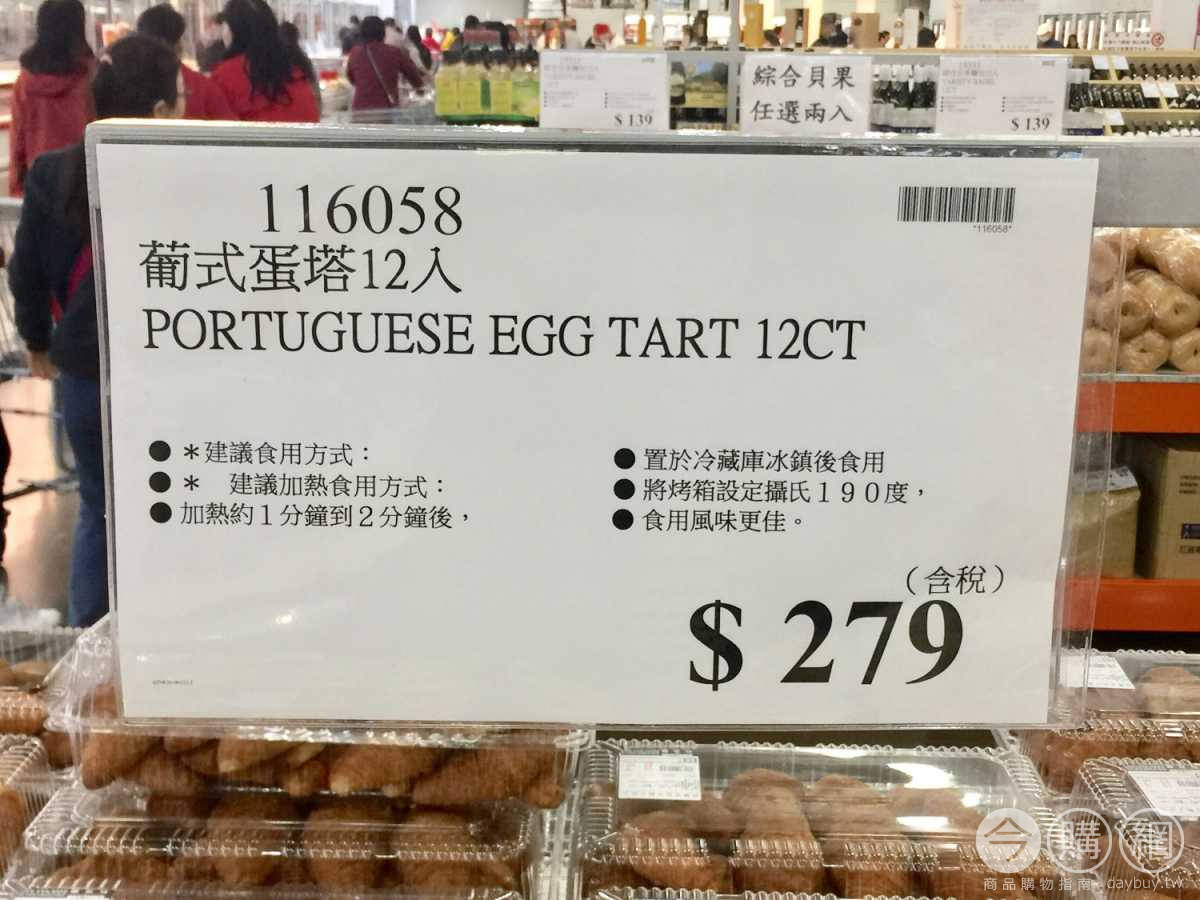 $139
綜合貝果
任選兩入
$139
116058
*116058*
葡式蛋塔12入
PORTUGUESE EGG TART 12CT
●＊建議食用方式：
●＊ 建議加熱食用方式：
●加熱約１分鐘到２分鐘後，
●置於冷藏庫冰鎮後食用
●將烤箱設定攝氏１９０度，
●食用風味更佳。
（含稅）
$ 279
今購網
商品購物指南 daybuy.tw